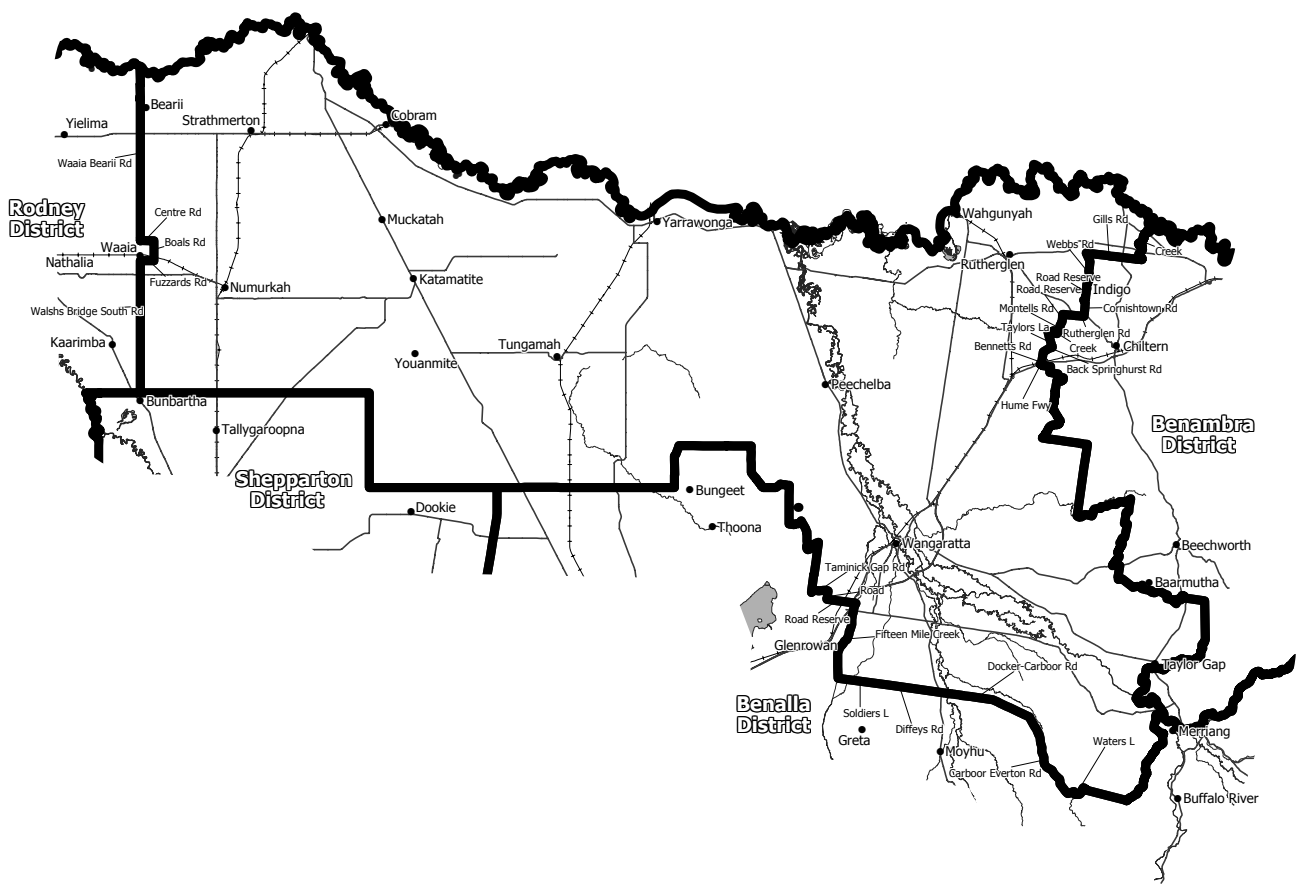 Bearii
Cobram
Yielima
Strathmerton
Waaia Bearii Rd
Rodney
District
Centre Rd
Muckatah
Yarrawonga
Wahgunyah
Gills Rd
Boals Rd
Waaia
Webbs Rd
Creek
Nathalia
Rutherglen
Fuzzards Rd
Numurkah
Katamatite
Road Reserve
Road Reserve
Indigo
Walshs Bridge South Rd
Montells Rd
Cornishtown Rd
Taylors La
Rutherglen Rd
Kaarimba
Tungamah
Bennetts Rd
Creek
Chiltern
Youanmite
Back Springhurst Rd
Peechelba
Bunbartha
Hume Fwy
Tallygaroopna
Benambra
District
Shepparton
District
Bungeet
Dookie
Thoona
Wangaratta
Beechworth
Taminick Gap Rd
Baarmutha
Road
Road Reserve
Fifteen Mile Creek
Glenrowan
Docker-Carboor Rd
Taylor Gap
Benalla
District
Soldiers L
Diffeys Rd
Greta
Merriang
Waters L
Moyhu
Carboor Everton Rd
Buffalo River